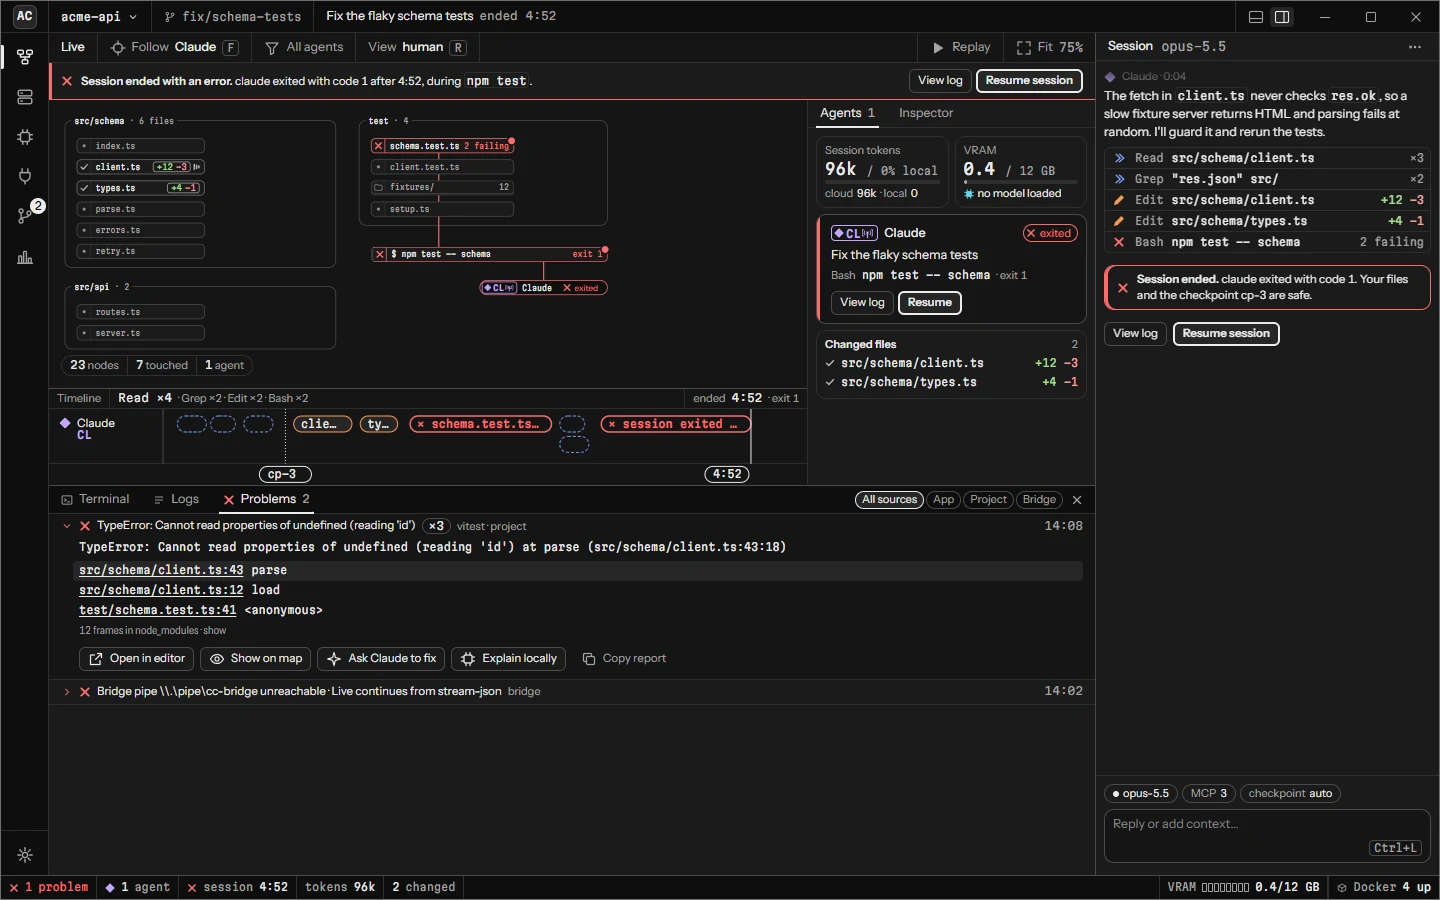 AC
acme-api
fix/schema-tests
Fix the flaky schema tests ended 4:52
Live
Follow Claude F
All agents
View human R
Replay
Fit 75%
Session ended with an error. claude exited with code 1 after 4:52, during npm test.
View log
Resume session
src/schema · 6 files
index.ts
client.ts +12 −3
types.ts +4 −1
parse.ts
errors.ts
retry.ts
src/api · 2
routes.ts
server.ts
test · 4
schema.test.ts 2 failing
client.test.ts
fixtures/ 12
setup.ts
$ npm test —— schema exit 1
CL Claude exited
23 nodes 7 touched 1 agent
Agents 1
Inspector
Session tokens
96k / 0% local
cloud 96k · local 0
VRAM
0.4 / 12 GB
no model loaded
CL Claude exited
Fix the flaky schema tests
Bash npm test —— schema · exit 1
View log
Resume
Changed files 2
src/schema/client.ts +12 −3
src/schema/types.ts +4 −1
Timeline
Read ×4 · Grep ×2 · Edit ×2 · Bash ×2
ended 4:52 · exit 1
Claude
CL
clie…
ty…
× schema.test.ts…
× session exited …
cp-3
4:52
Terminal
Logs
Problems 2
All sources
App
Project
Bridge
TypeError: Cannot read properties of undefined (reading 'id') ×3 vitest · project 14:08
TypeError: Cannot read properties of undefined (reading 'id') at parse (src/schema/client.ts:43:18)
src/schema/client.ts:43 parse
src/schema/client.ts:12 load
test/schema.test.ts:41 <anonymous>
12 frames in node_modules · show
Open in editor
Show on map
Ask Claude to fix
Explain locally
Copy report
Bridge pipe \\.\pipe\cc-bridge unreachable · Live continues from stream-json bridge 14:02
Session opus-5.5
Claude · 0:04
The fetch in client.ts never checks res.ok, so a
slow fixture server returns HTML and parsing fails at
random. I'll guard it and rerun the tests.
Read src/schema/client.ts ×3
Grep "res.json" src/ ×2
Edit src/schema/client.ts +12 −3
Edit src/schema/types.ts +4 −1
Bash npm test —— schema 2 failing
Session ended. claude exited with code 1. Your files
and the checkpoint cp-3 are safe.
View log
Resume session
opus-5.5
MCP 3
checkpoint auto
Reply or add context…
Ctrl+L
2
1 problem
1 agent
session 4:52
tokens 96k
2 changed
VRAM 0.4/12 GB
Docker 4 up